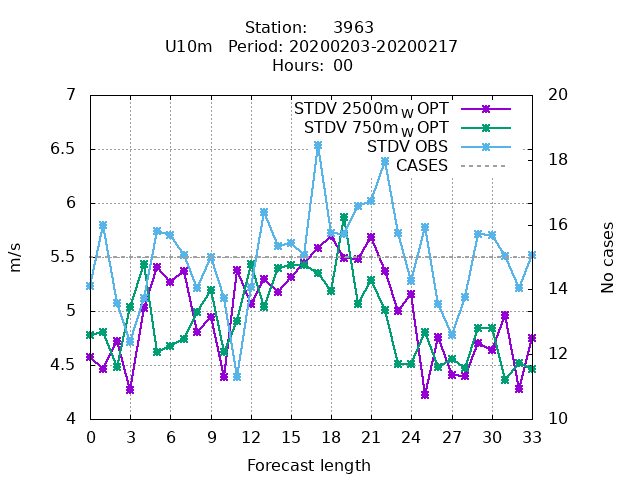 Station: 3963
U10m Period: 20200203-20200217
Hours: 00
7 20
STDV 2500m W OPT
STDV 750m W OPT
STDV OBS
CASES
6.5
18
6
16
5.5
14
5
4.5
12
4 10
m/s
No cases
0 3 6 9 12 15 18 21 24 27 30 33
Forecast length